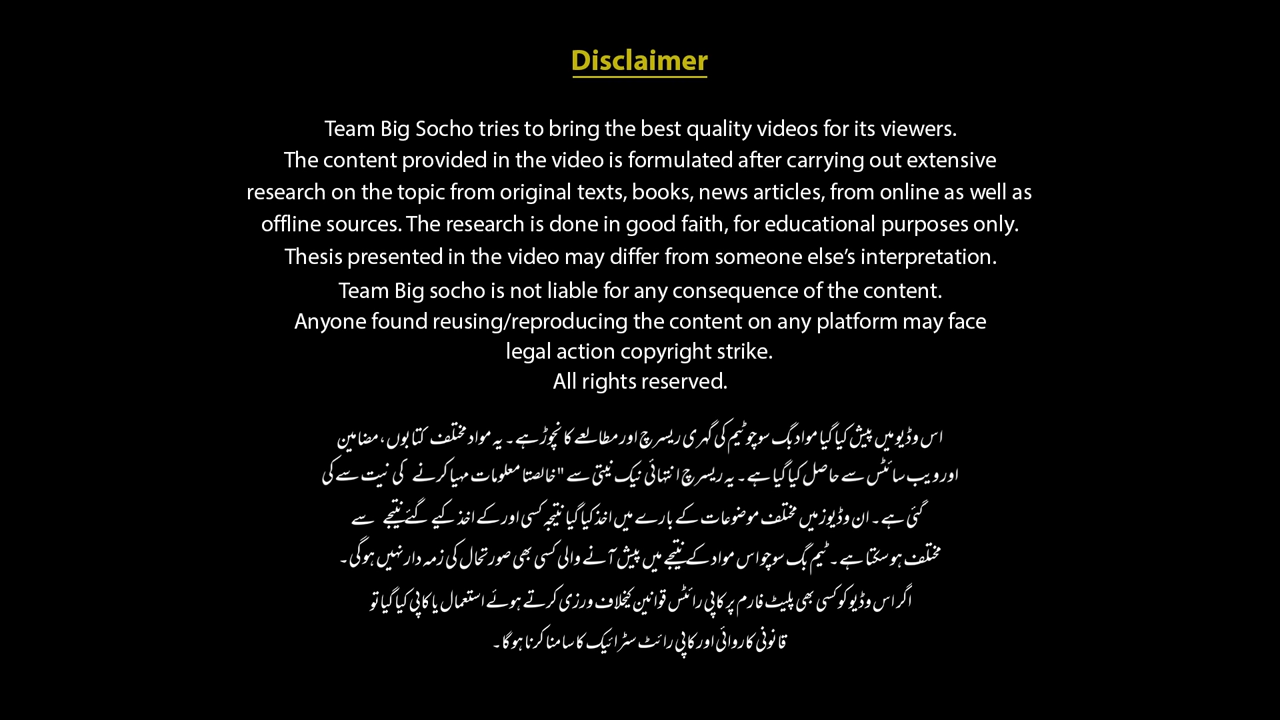 Disclaimer
Team Big Socho tries to bring the best quality videos for its viewers.
The content provided in the video is formulated after carrying out extensive
research on the topic from original texts, books, news articles, from online as well as
offline sources. The research is done in good faith, for educational purposes only.
Thesis presented in the video may differ from someone else’s interpretation.
Team Big socho is not liable for any consequence of the content.
Anyone found reusing/reproducing the content on any platform may face
legal action copyright strike.
All rights reserved.
اس وڈیو میں پیش کیا گیا مواد بگ سوچو ٹیم کی گہری ریسرچ اور مطالعے کا نچوڑ ہے۔ یہ مواد مختلف کتابوں، مضامین
اور ویب سائٹس سے حاصل کیا گیا ہے۔ یہ ریسرچ انتہائی نیک نیتی سے "خالصتا معلومات مہیا کرنے کی نیت سے کی
گئی ہے۔ ان وڈیوز میں مختلف موضوعات کے بارے میں اخذ کیا گیا نتیجہ کسی اور کے اخذ کیے گئے نتیجے سے
مختلف ہو سکتا ہے۔ ٹیم بگ سوچو اس مواد کے نتیجے میں پیش آنے والی کسی بھی صورتحال کی زمہ دار نہیں ہوگی۔
اگر اس وڈیو کو کسی بھی پلیٹ فارم پر کاپی رائٹس قوانین کیخلاف ورزی کرتے ہوئے استعمال یا کاپی کیا گیا تو
قانونی کاروائی اور کاپی رائٹ سٹرائیک کا سامنا کرنا ہوگا۔